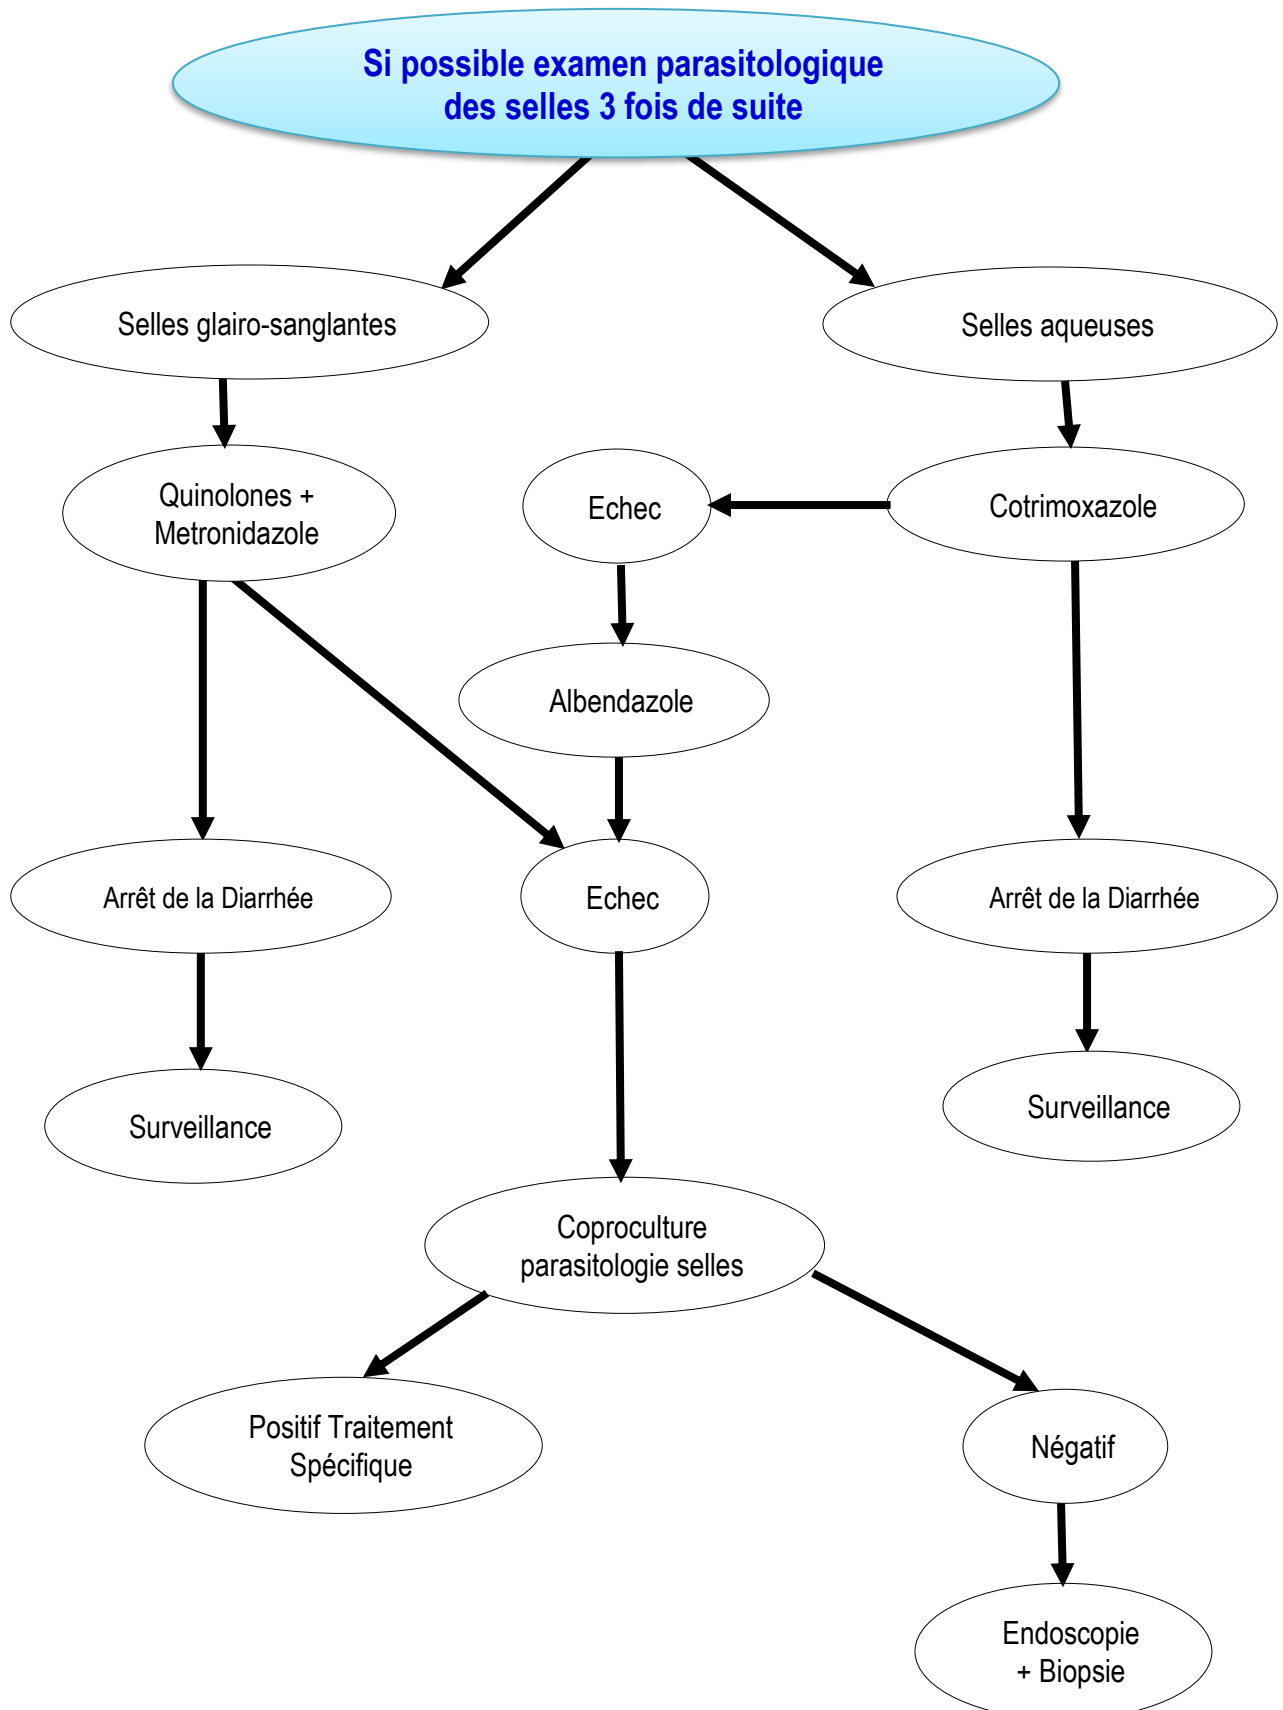 Si possible examen parasitologique
des selles 3 fois de suite
Selles glairo-sanglantes
Selles aqueuses
Quinolones +
Metronidazole
Echec
Cotrimoxazole
Albendazole
Arrêt de la Diarrhée
Echec
Arrêt de la Diarrhée
Surveillance
Surveillance
Coproculture
parasitologie selles
Positif Traitement
Spécifique
Négatif
Endoscopie
+ Biopsie